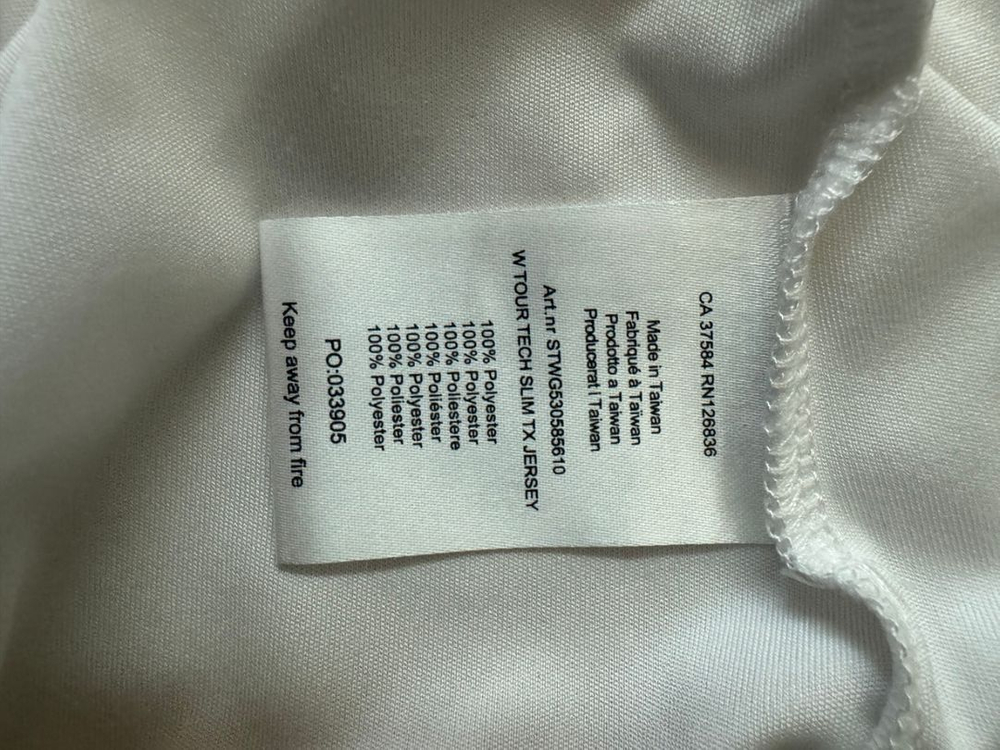 CA 37584 RN126836
Made in Taiwan
Fabriqué à Taiwan
Prodotto a Taiwan
Producerat I Taiwan
Art.nr STWG530585610
W TOUR TECH SLIM TX JERSEY
100% Polyester
100% Polyester
100% Poliestere
100% Poliéster
100% Polyester
100% Poliester
100% Polyester
PO:033905
Keep away from fire